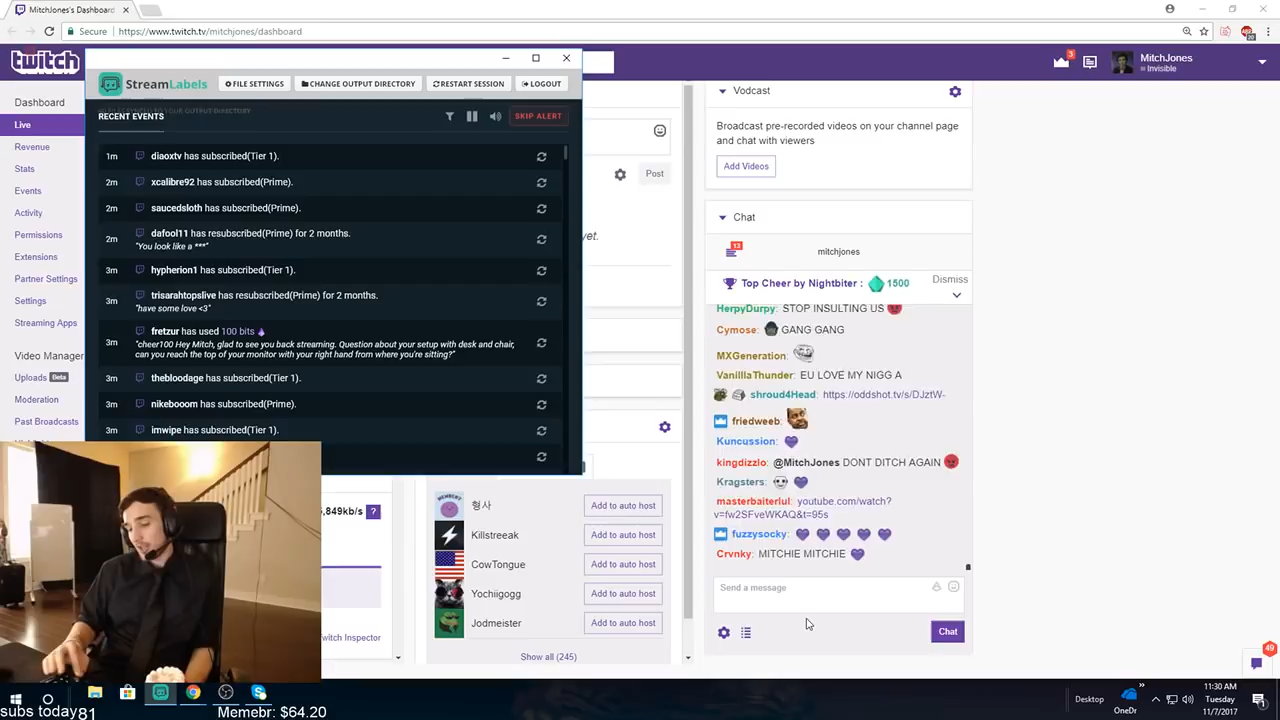 MitchJones's Dashboard
Secure
https://www.twitch.tv/mitchjones/dashboard
twitch
3
MitchJones
Invisible
StreamLabels
FILE SETTINGS
CHANGE OUTPUT DIRECTORY
RESTART SESSION
LOGOUT
RECENT EVENTS
SKIP ALERT
1m diaoxtv has subscribed(Tier 1).
2m xcalibre92 has subscribed(Prime).
2m saucedsloth has subscribed(Prime).
2m dafool11 has resubscribed(Prime) for 2 months.
"You look like a ***"
3m hypherion1 has subscribed(Tier 1).
3m trisarahtopslive has resubscribed(Prime) for 2 months.
"have some love <3"
3m fretzur has used 100 bits
"cheer100 Hey Mitch, glad to see you back streaming. Question about your setup with desk and chair,
can you reach the top of your monitor with your right hand from where you're sitting?"
3m thebloodage has subscribed(Tier 1).
3m nikebooom has subscribed(Prime).
3m imwipe has subscribed(Tier 1).
Dashboard
Live
Revenue
Stats
Events
Activity
Permissions
Extensions
Partner Settings
Settings
Streaming Apps
Video Manager
Uploads Beta
Moderation
Past Broadcasts
Post
yet.
5,849kb/s
?
Twitch Inspector
형사 Add to auto host
Killstreeak Add to auto host
CowTongue Add to auto host
Yochiigogg Add to auto host
Jodmeister Add to auto host
Show all (245)
Vodcast
Broadcast pre-recorded videos on your channel page
and chat with viewers
Add Videos
Chat
13
mitchjones
Top Cheer by Nightbiter : 1500
Dismiss
HerpyDurpy: STOP INSULTING US
Cymose: GANG GANG
MXGeneration:
VanilllaThunder: EU LOVE MY NIGG A
shroud4Head: https://oddshot.tv/s/DJztW-
friedweeb:
Kuncussion:
kingdizzlo: @MitchJones DONT DITCH AGAIN
Kragsters:
masterbaiterlul: youtube.com/watch?
v=fw2SFveWKAQ&t=95s
fuzzysocky:
Crvnky: MITCHIE MITCHIE
Send a message
Chat
49
Desktop
OneDr
11:30 AM
Tuesday
11/7/2017
subs today81
Memebr: $64.20